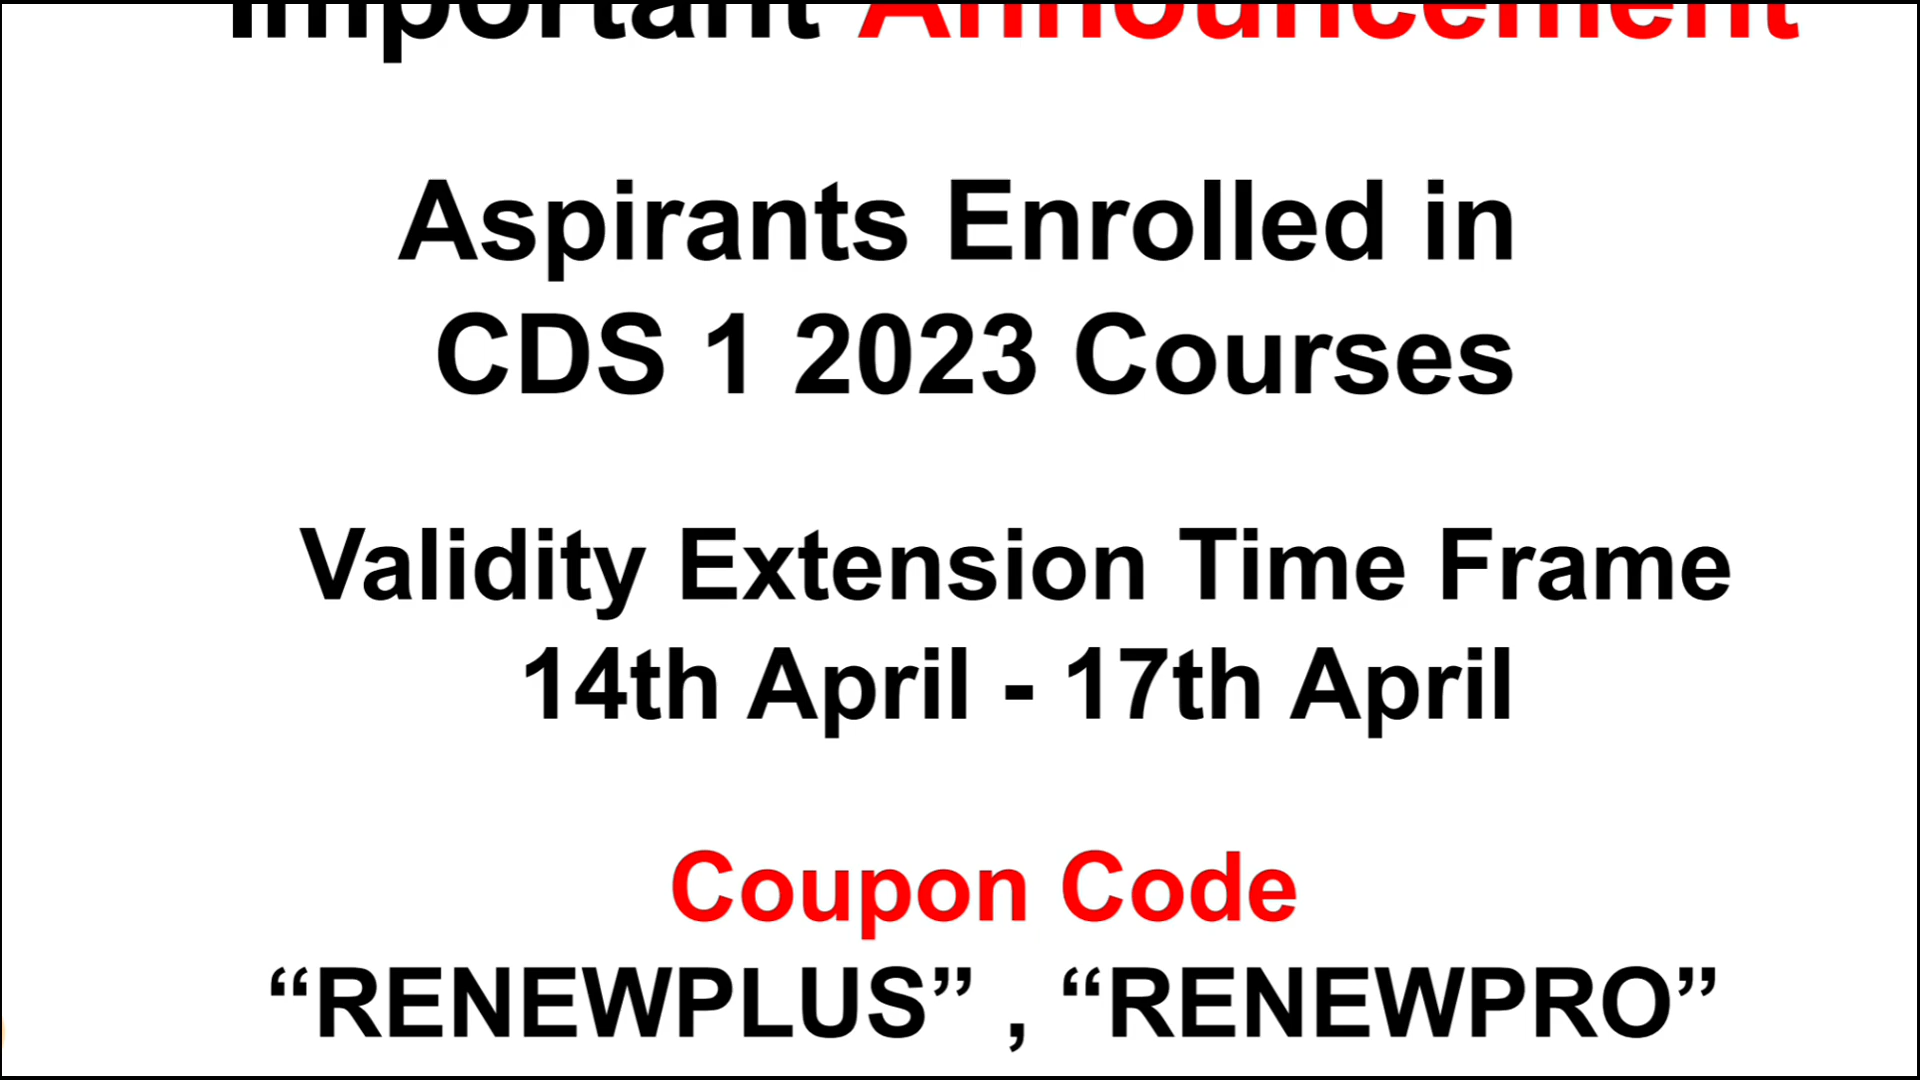 Important Announcement
Aspirants Enrolled in
CDS 1 2023 Courses
Validity Extension Time Frame
14th April - 17th April
Coupon Code
“RENEWPLUS” , “RENEWPRO”